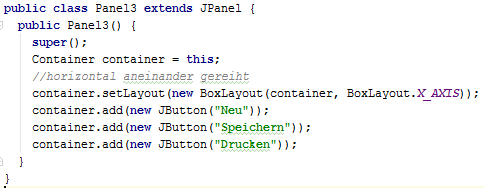 public class Panel3 extends JPanel {
public Panel3() {
super();
Container container = this;
//horizontal aneinander gereiht
container.setLayout(new BoxLayout(container, BoxLayout.X_AXIS));
container.add(new JButton("Neu"));
container.add(new JButton("Speichern"));
container.add(new JButton("Drucken"));
}
}